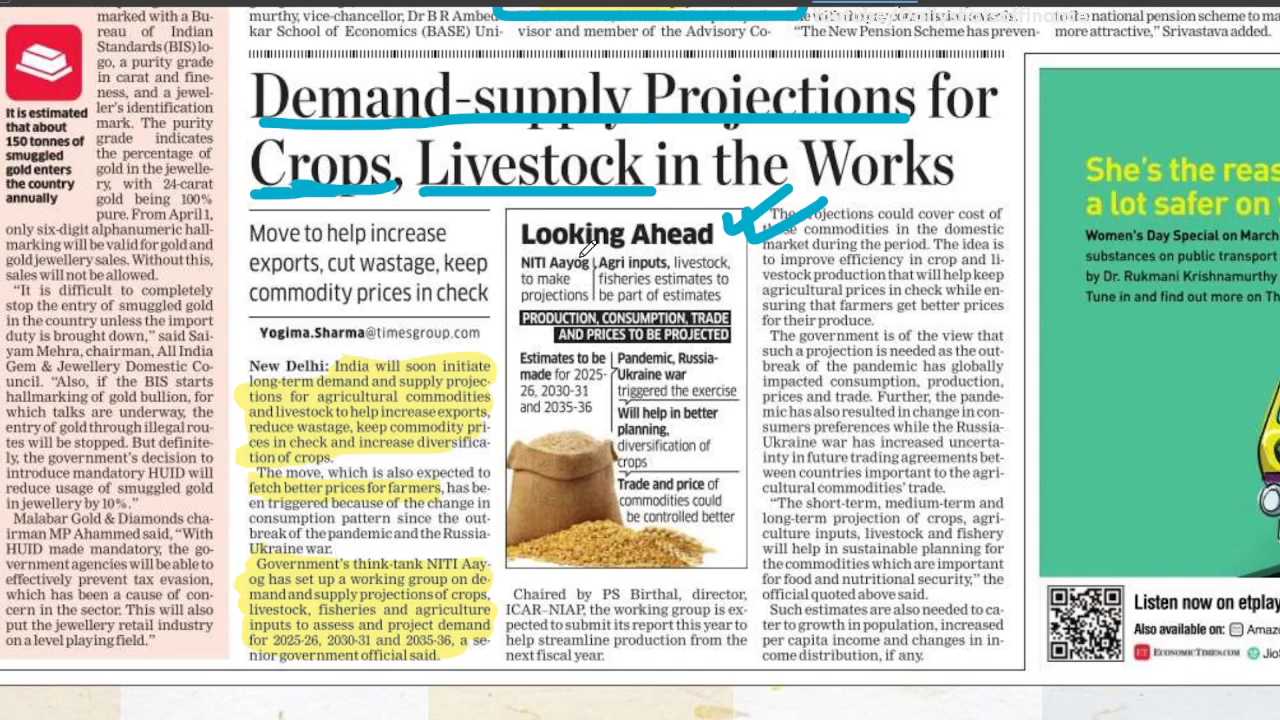 marked with a Bu-
eau of Indian
Standards (BIS) lo-
go, a purity grade
in carat and fine-
ness, and a jewel-
ler's identification
mark. The purity
grade indicates
the percentage of
gold in the jewelle-
ry, with 24-carat
gold being 100%
pure. From April 1,
only six-digit alphanumeric hall-
marking will be valid for gold and
gold jewellery sales. Without this,
sales will not be allowed.
"It is difficult to completely
stop the entry of smuggled gold
in the country unless the import
duty is brought down," said Sai-
yam Mehra, chairman, All India
Gem & Jewellery Domestic Co-
uncil. "Also, if the BIS starts
hallmarking of gold bullion, for
which talks are underway, the
entry of gold through illegal rou-
tes will be stopped. But definite-
ly, the government's decision to
introduce mandatory HUID will
reduce usage of smuggled gold
in jewellery by 10%."
Malabar Gold & Diamonds cha-
irman MP Ahammed said, "With
HUID made mandatory, the go-
vernment agencies will be able to
effectively prevent tax evasion,
which has been a cause of con-
cern in the sector. This will also
put the jewellery retail industry
on a level playing field."
It is estimated
that about
150 tonnes of
smuggled
gold enters
the country
annually
murthy, vice-chancellor, Dr B R Ambed-
kar School of Economics (BASE) Uni-
visor and member of the Advisory Co-
"The New Pension Scheme has preven-
national pension scheme to ma
more attractive," Srivastava added.
Demand-supply Projections for
Crops, Livestock in the Works
Move to help increase
exports, cut wastage, keep
commodity prices in check
Yogima.Sharma@timesgroup.com
New Delhi: India will soon initiate
long-term demand and supply projec-
tions for agricultural commodities
and livestock to help increase exports,
reduce wastage, keep commodity pri-
ces in check and increase diversifica-
tion of crops.
The move, which is also expected to
fetch better prices for farmers, has be-
en triggered because of the change in
consumption pattern since the out-
break of the pandemic and the Russia-
Ukraine war.
Government's think-tank NITI Aay-
og has set up a working group on de-
mand and supply projections of crops,
livestock, fisheries and agriculture
inputs to assess and project demand
for 2025-26, 2030-31 and 2035-36, a se-
nior government official said.
Looking Ahead
NITI Aayog
to make
projections
Agri inputs, livestock,
fisheries estimates to
be part of estimates
PRODUCTION, CONSUMPTION, TRADE
AND PRICES TO BE PROJECTED
Estimates to be
made for 2025-
26, 2030-31
and 2035-36
Pandemic, Russia-
Ukraine war
triggered the exercise
Will help in better
planning,
diversification of
crops
Trade and price of
commodities could
be controlled better
Chaired by PS Birthal, director,
ICAR-NIAP, the working group is ex-
pected to submit its report this year to
help streamline production from the
next fiscal year.
The projections could cover cost of
these commodities in the domestic
market during the period. The idea is
to improve efficiency in crop and li-
vestock production that will help keep
agricultural prices in check while en-
suring that farmers get better prices
for their produce.
The government is of the view that
such a projection is needed as the out-
break of the pandemic has globally
impacted consumption, production,
prices and trade. Further, the pande-
mic has also resulted in change in con-
sumers preferences while the Russia-
Ukraine war has increased uncerta-
inty in future trading agreements bet-
ween countries important to the agri-
cultural commodities' trade.
"The short-term, medium-term and
long-term projection of crops, agri-
culture inputs, livestock and fishery
will help in sustainable planning for
the commodities which are important
for food and nutritional security," the
official quoted above said.
Such estimates are also needed to ca-
ter to growth in population, increased
per capita income and changes in in-
come distribution, if any.
She's the reas
a lot safer on
Women's Day Special on March
substances on public transport
by Dr. Rukmani Krishnamurthy
Tune in and find out more on Th
Listen now on etplay
Also available on: Amazo
ET ECONOMICTIMES.COM JioS